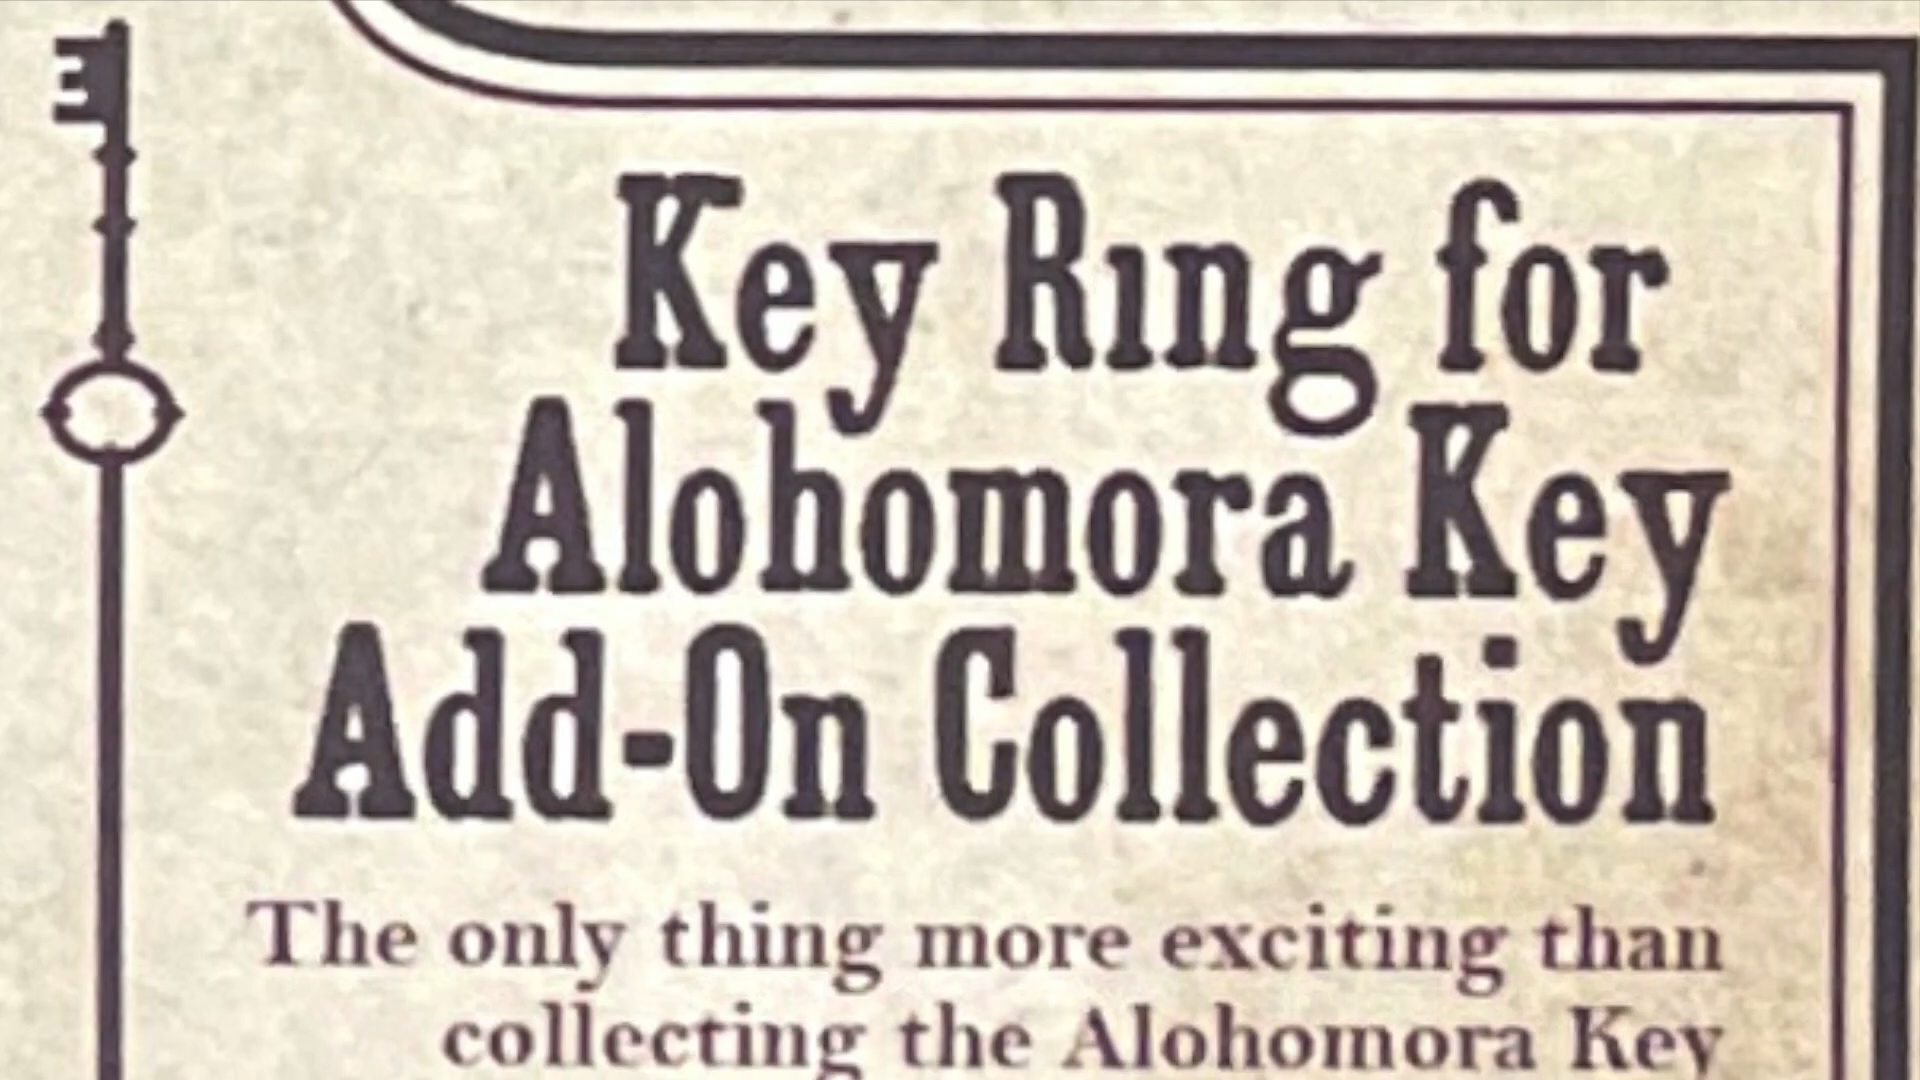 Key Ring for
Alohomora Key
Add-On Collection
The only thing more exciting than
collecting the Alohomora Key